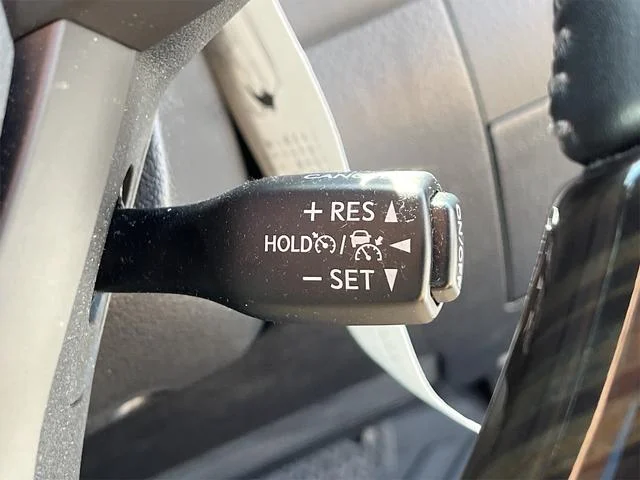 + RES ▲
HOLD / ◀
− SET ▼